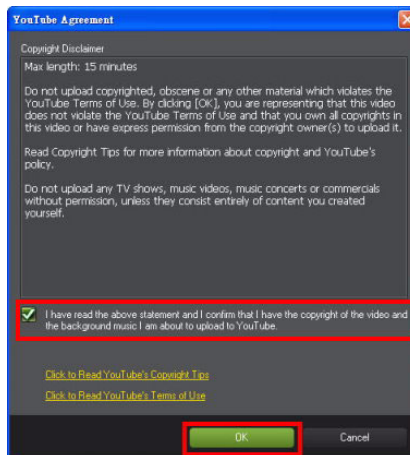 YouTube Agreement
Copyright Disclaimer
Max length: 15 minutes
Do not upload copyrighted, obscene or any other material which violates the
YouTube Terms of Use. By clicking [OK], you are representing that this video
does not violate the YouTube Terms of Use and that you own all copyrights in
this video or have express permission from the copyright owner(s) to upload it.
Read Copyright Tips for more information about copyright and YouTube's
policy.
Do not upload any TV shows, music videos, music concerts or commercials
without permission, unless they consist entirely of content you created
yourself.
I have read the above statement and I confirm that I have the copyright of the video and
the background music I am about to upload to YouTube.
Click to Read YouTube's Copyright Tips
Click to Read YouTube's Terms of Use
OK
Cancel